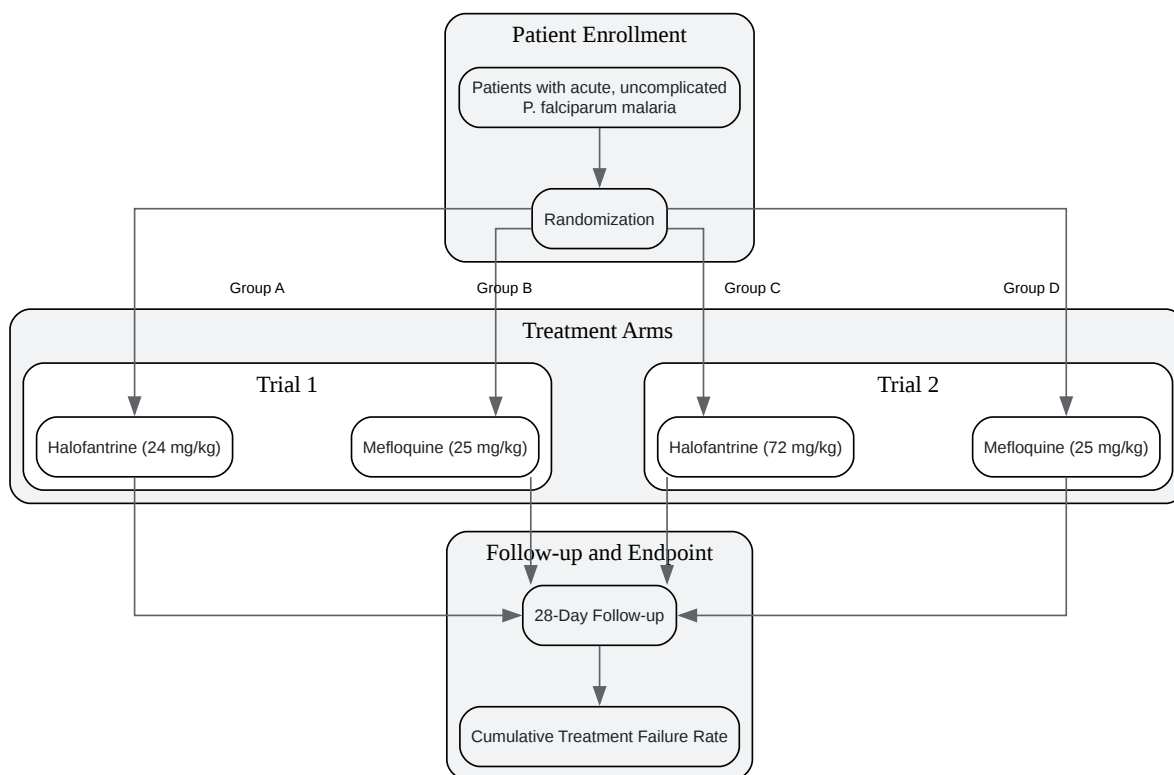 Patient Enrollment
Patients with acute, uncomplicated
P. falciparum malaria
Randomization
Group A
Group B
Group C
Group D
Treatment Arms
Trial 1
Trial 2
Halofantrine (24 mg/kg)
Mefloquine (25 mg/kg)
Halofantrine (72 mg/kg)
Mefloquine (25 mg/kg)
Follow-up and Endpoint
28-Day Follow-up
Cumulative Treatment Failure Rate